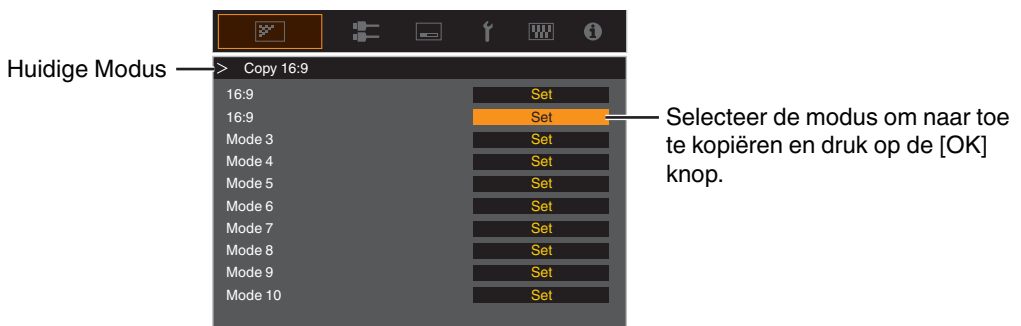 Huidige Modus
> Copy 16:9
16:9 Set
16:9 Set
Mode 3 Set
Mode 4 Set
Mode 5 Set
Mode 6 Set
Mode 7 Set
Mode 8 Set
Mode 9 Set
Mode 10 Set
Selecteer de modus om naar toe
te kopiëren en druk op de [OK]
knop.